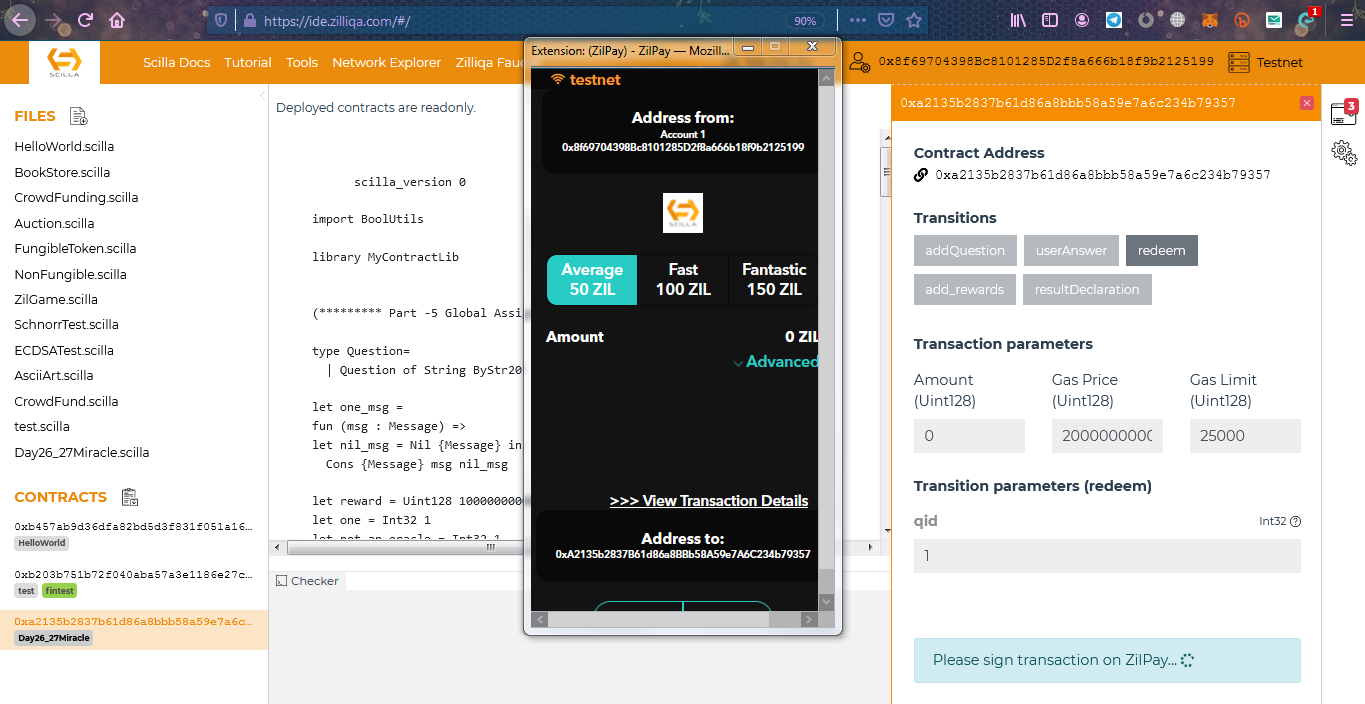 https://ide.zilliqa.com/#/
90%
1
SCILLA
Scilla Docs
Tutorial
Tools
Network Explorer
Zilliqa Fauc
0x8f69704398Bc8101285D2f8a666b18f9b2125199
Testnet
FILES
HelloWorld.scilla
BookStore.scilla
CrowdFunding.scilla
Auction.scilla
FungibleToken.scilla
NonFungible.scilla
ZilGame.scilla
SchnorrTest.scilla
ECDSATest.scilla
AsciiArt.scilla
CrowdFund.scilla
test.scilla
Day26_27Miracle.scilla
CONTRACTS
0xb457ab9d36dfa82bd5d3f831f051a16...
HelloWorld
0xb203b751b72f040aba57a3e1186e27c...
test fintest
0xa2135b2837b61d86a8bbb58a59e7a6c...
Day26_27Miracle
Deployed contracts are readonly.
scilla_version 0
import BoolUtils
library MyContractLib
(********* Part -5 Global Assi
type Question=
| Question of String ByStr20
let one_msg =
fun (msg : Message) =>
let nil_msg = Nil {Message} in
Cons {Message} msg nil_msg
let reward = Uint128 1000000000
let one = Int32 1
let not_an_oracle = Int32 1
Checker
Extension: (ZilPay) - ZilPay — Mozill...
testnet
Address from:
Account 1
0x8f69704398Bc8101285D2f8a666b18f9b2125199
SCILLA
Average
50 ZIL
Fast
100 ZIL
Fantastic
150 ZIL
Amount
0 ZIL
Advanced
>>> View Transaction Details
Address to:
0xA2135b2837B61d86a8BBb58A59e7A6C234b79357
0xa2135b2837b61d86a8bbb58a59e7a6c234b79357
3
Contract Address
0xa2135b2837b61d86a8bbb58a59e7a6c234b79357
Transitions
addQuestion
userAnswer
redeem
add_rewards
resultDeclaration
Transaction parameters
Amount
(Uint128)
Gas Price
(Uint128)
Gas Limit
(Uint128)
0
2000000000
25000
Transition parameters (redeem)
qid
Int32
1
Please sign transaction on ZilPay...